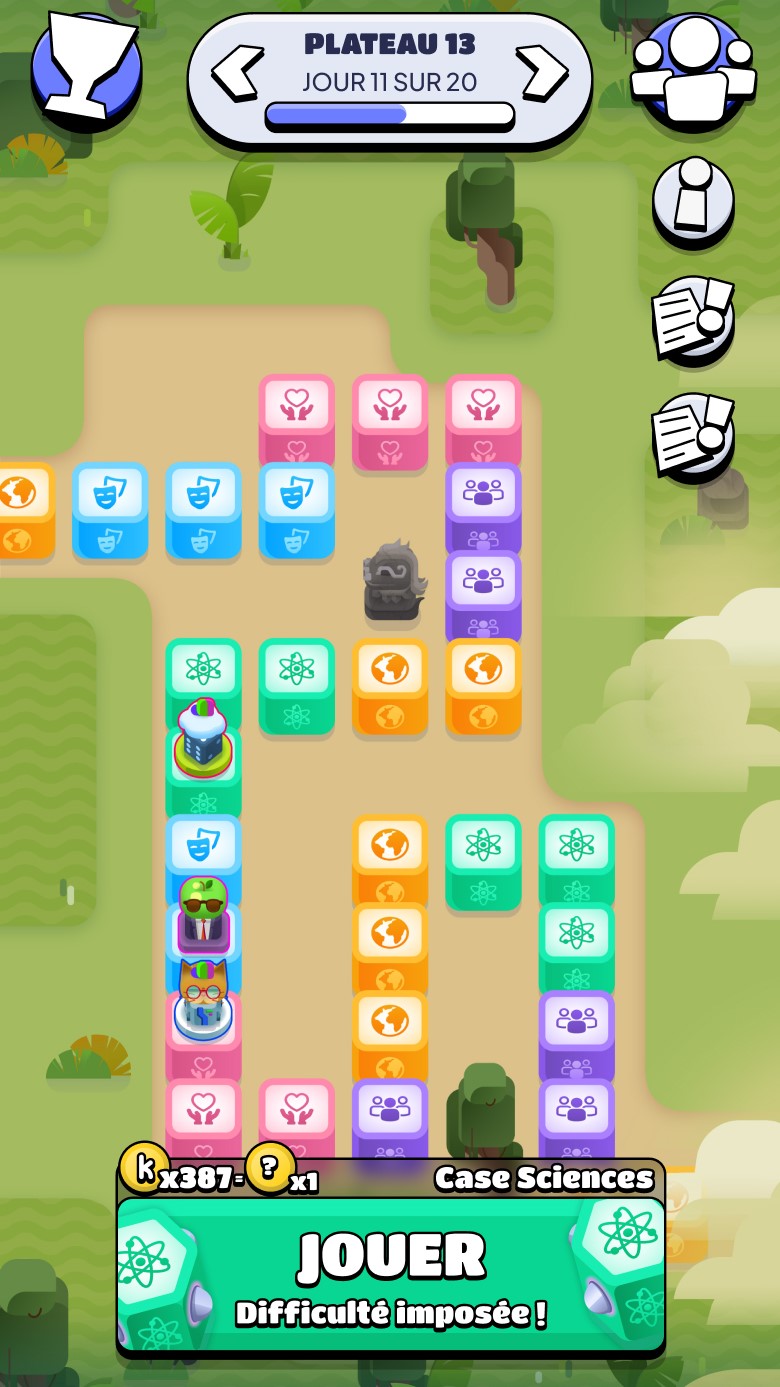 PLATEAU 13
JOUR 11 SUR 20
k x387 = ? x1
Case Sciences
JOUER
Difficulté imposée !